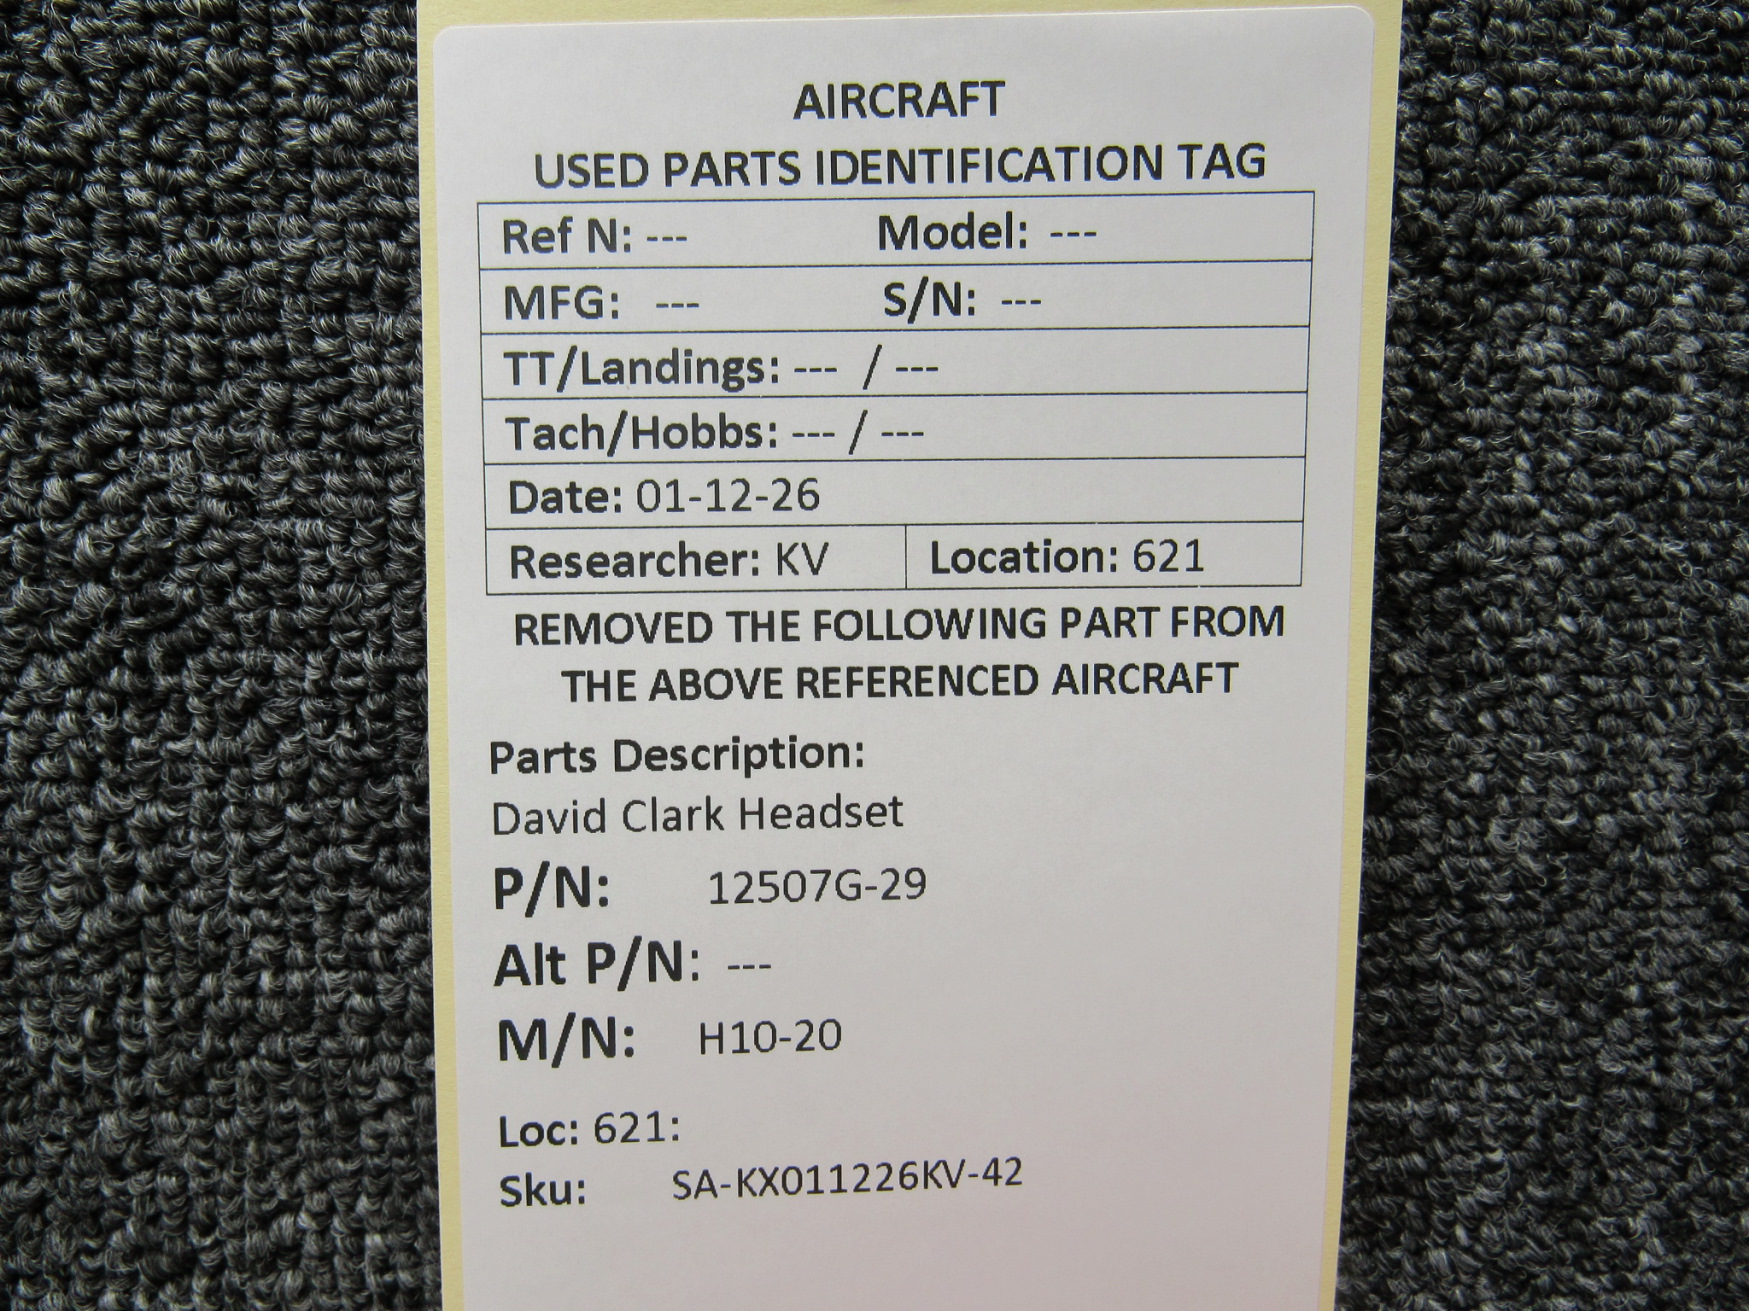 AIRCRAFT
USED PARTS IDENTIFICATION TAG
Ref N: --- Model: ---
MFG: --- S/N: ---
TT/Landings: --- / ---
Tach/Hobbs: --- / ---
Date: 01-12-26
Researcher: KV Location: 621
REMOVED THE FOLLOWING PART FROM
THE ABOVE REFERENCED AIRCRAFT
Parts Description:
David Clark Headset
P/N: 12507G-29
Alt P/N: ---
M/N: H10-20
Loc: 621:
Sku: SA-KX011226KV-42